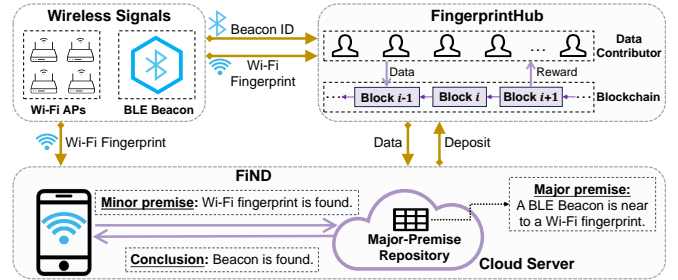 Wireless Signals
Wi-Fi APs
BLE Beacon
Beacon ID
Wi-Fi
Fingerprint
FingerprintHub
...
Data
Contributor
Data
Reward
... Block i-1
Block i
Block i+1 ...
Blockchain
Wi-Fi Fingerprint
Data
Deposit
FiND
Minor premise: Wi-Fi fingerprint is found.
Conclusion: Beacon is found.
Major-Premise
Repository
Major premise:
A BLE Beacon is near
to a Wi-Fi fingerprint.
Cloud Server